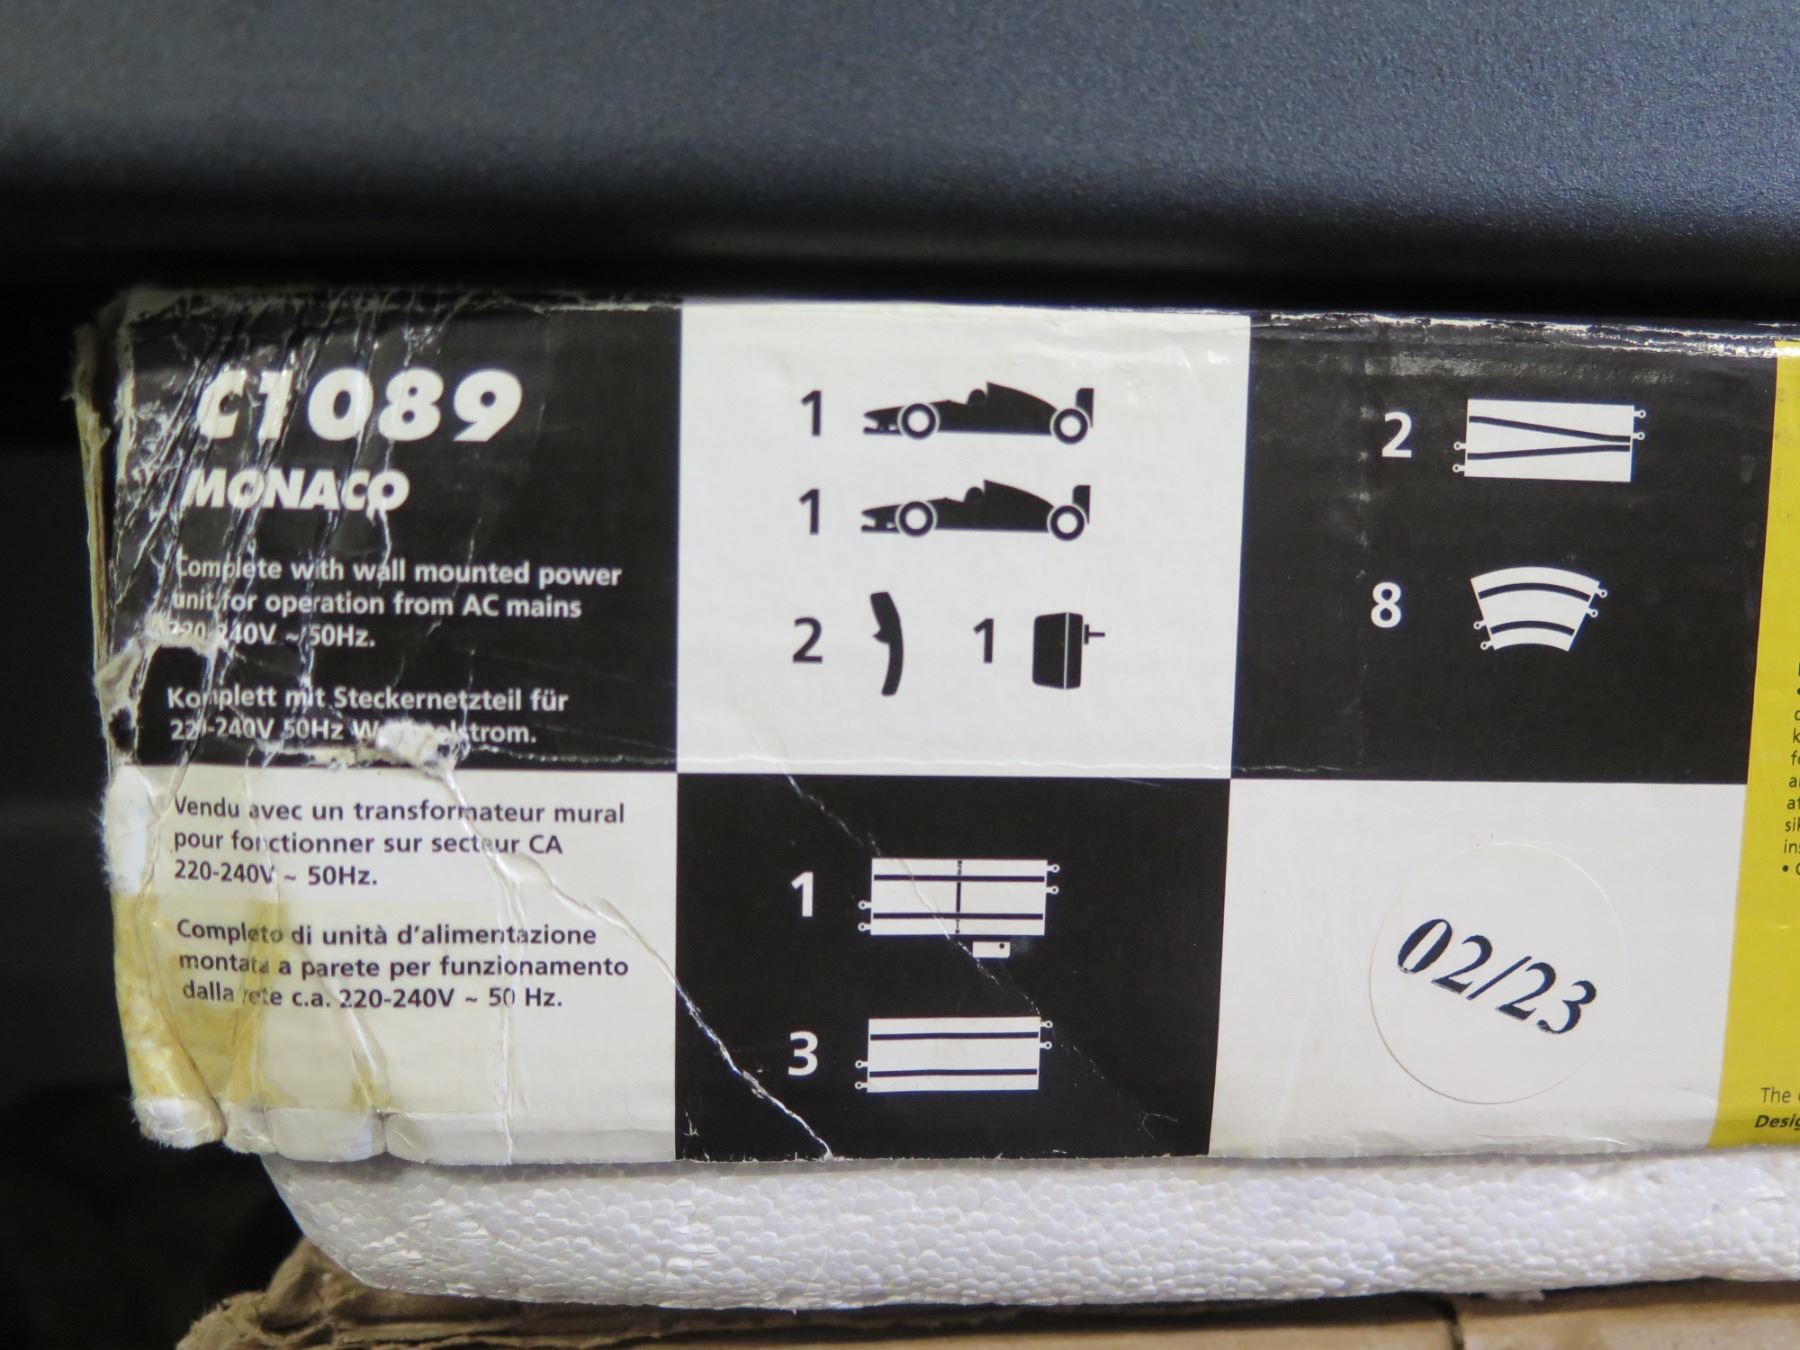 C1089
MONACO
Complete with wall mounted power
unit for operation from AC mains
220-240V ~ 50Hz.
Komplett mit Steckernetzteil für
220-240V 50Hz
Vendu avec un transformateur mural
pour fonctionner sur secteur CA
220-240V ~ 50Hz.
Completo di unità d'alimentazione
montata a parete per funzionamento
dalla rete c.a. 220-240V ~ 50 Hz.
1
1
2 1
1
3
2
8
02/23
The